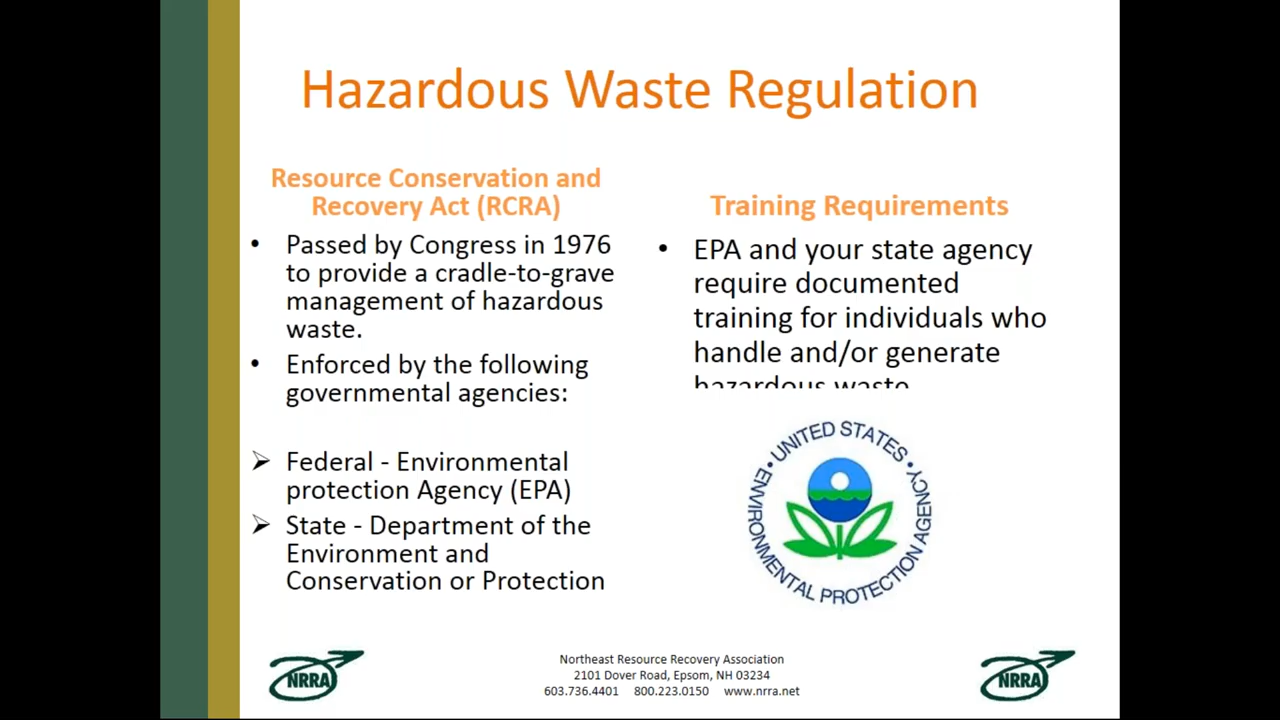 Hazardous Waste Regulation
Resource Conservation and
Recovery Act (RCRA)
• Passed by Congress in 1976
to provide a cradle-to-grave
management of hazardous
waste.
• Enforced by the following
governmental agencies:
➢ Federal - Environmental
protection Agency (EPA)
➢ State - Department of the
Environment and
Conservation or Protection
Training Requirements
• EPA and your state agency
require documented
training for individuals who
handle and/or generate
hazardous waste
UNITED STATES
ENVIRONMENTAL PROTECTION AGENCY
NRRA
Northeast Resource Recovery Association
2101 Dover Road, Epsom, NH 03234
603.736.4401 800.223.0150 www.nrra.net
NRRA